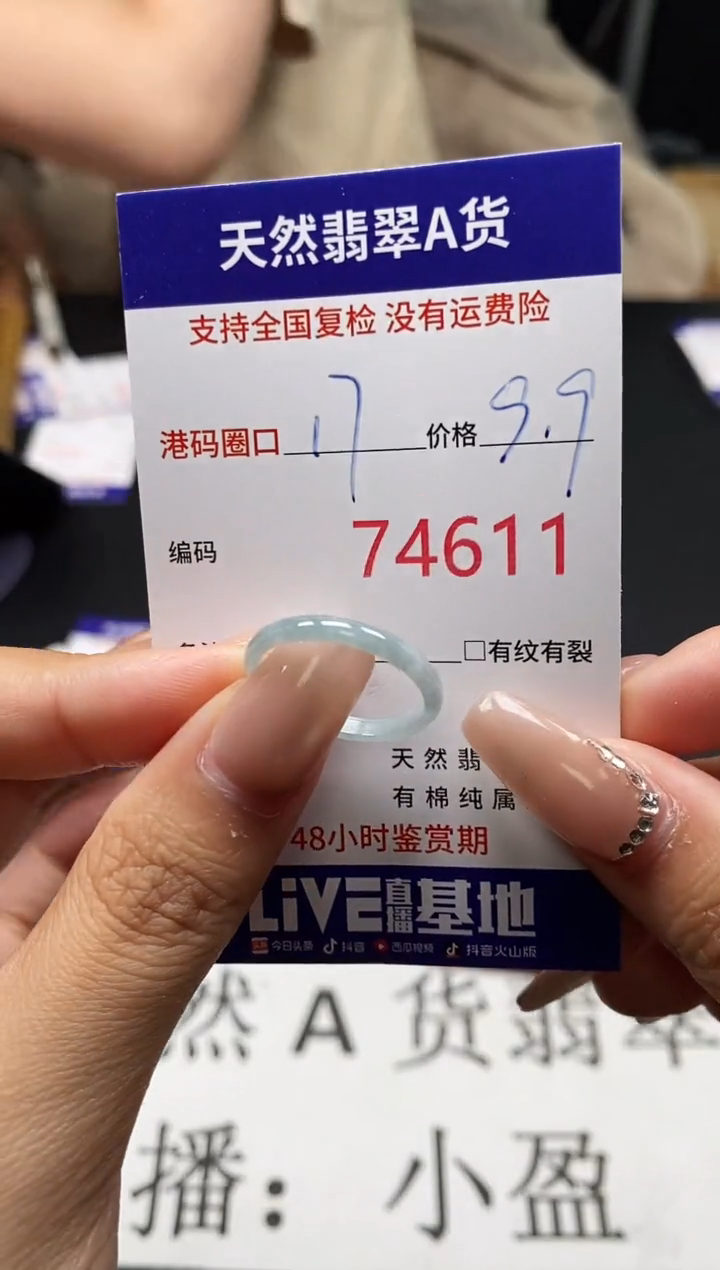 天然翡翠A货
支持全国复检 没有运费险
港码圈口 17 价格 9.9
编码 74611
□有纹有裂
天然翡
有棉纯属
48小时鉴赏期
LiVE直播基地
头条 今日头条 抖音 西瓜视频 抖音火山版
然 A 货翡翠
播：小盈